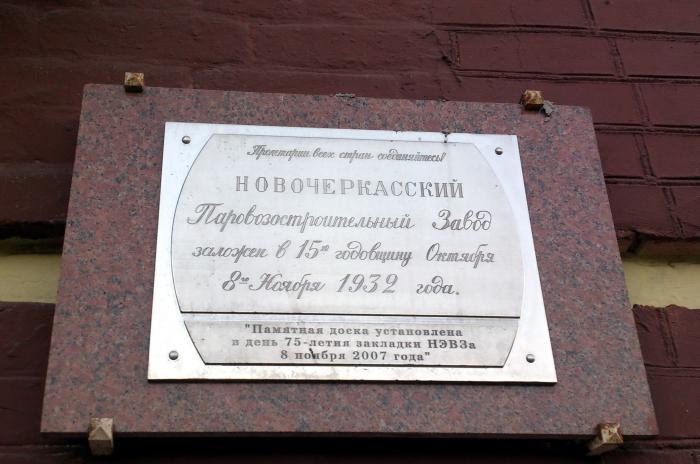 Пролетарии всех стран соединяйтесь!
НОВОЧЕРКАССКИЙ
Паровозостроительный Завод
заложен в 15ую годовщину Октября
8го Ноября 1932 года.
"Памятная доска установлена
в день 75-летия закладки НЭВЗа
8 ноября 2007 года"